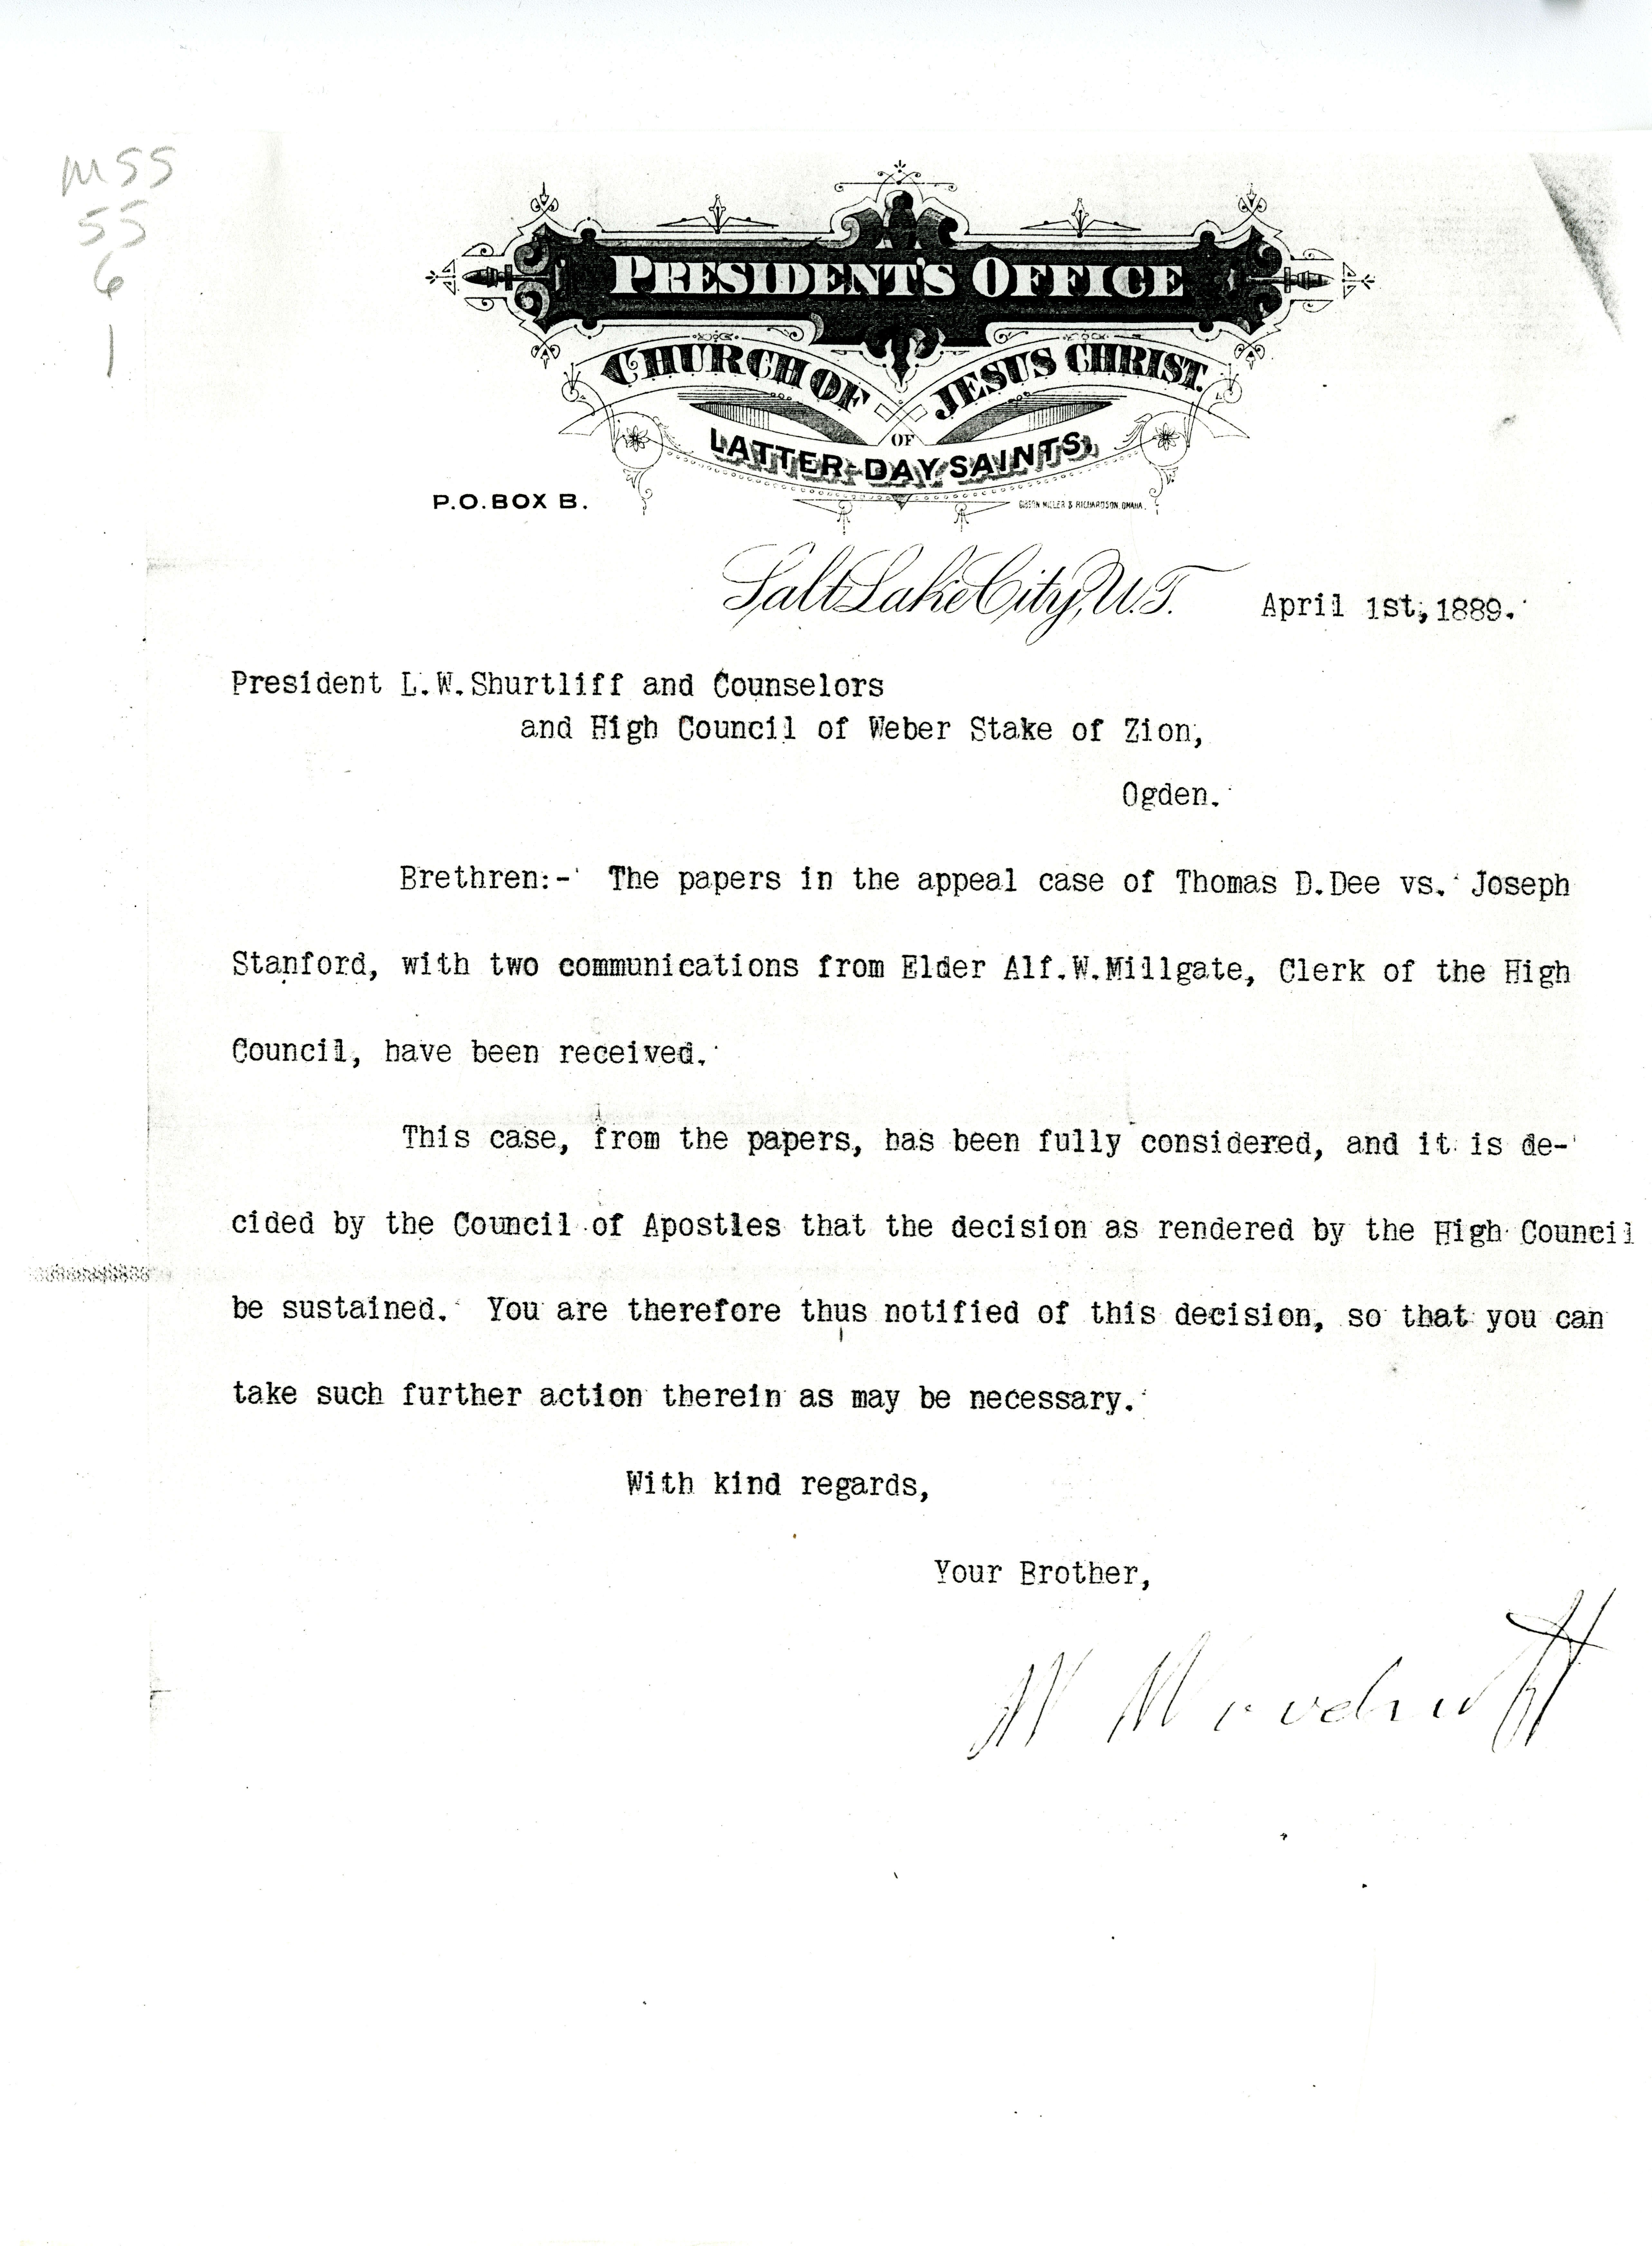 MSS
55
6
1
PRESIDENT'S OFFICE
CHURCH OF JESUS CHRIST
OF
LATTER-DAY SAINTS,
P.O. BOX B.
GIBSON MILLER & RICHARDSON, OMAHA.
Salt Lake City, U.T. April 1st, 1889.
President L.W.Shurtliff and Counselors
and High Council of Weber Stake of Zion,
Ogden.
Brethren:- The papers in the appeal case of Thomas D.Dee vs. Joseph
Stanford, with two communications from Elder Alf.W.Millgate, Clerk of the High
Council, have been received.
This case, from the papers, has been fully considered, and it is de-
cided by the Council of Apostles that the decision as rendered by the High Council
be sustained. You are therefore thus notified of this decision, so that you can
take such further action therein as may be necessary.
With kind regards,
Your Brother,
W Woodruff